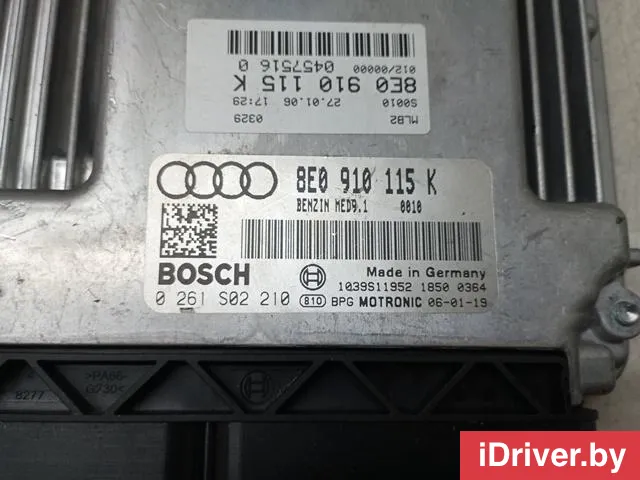 0457516 0
012/00000
8E0 910 115 K
27.01.06 17:29
S0010
0329
MLB2
8E0 910 115 K
BENZIN MED9.1 0010
BOSCH
Made in Germany
1039S11952 1850 0364
0 261 S02 210 810 BPG MOTRONIC 06-01-19
>PA66-
G30<
8277
iDriver.by